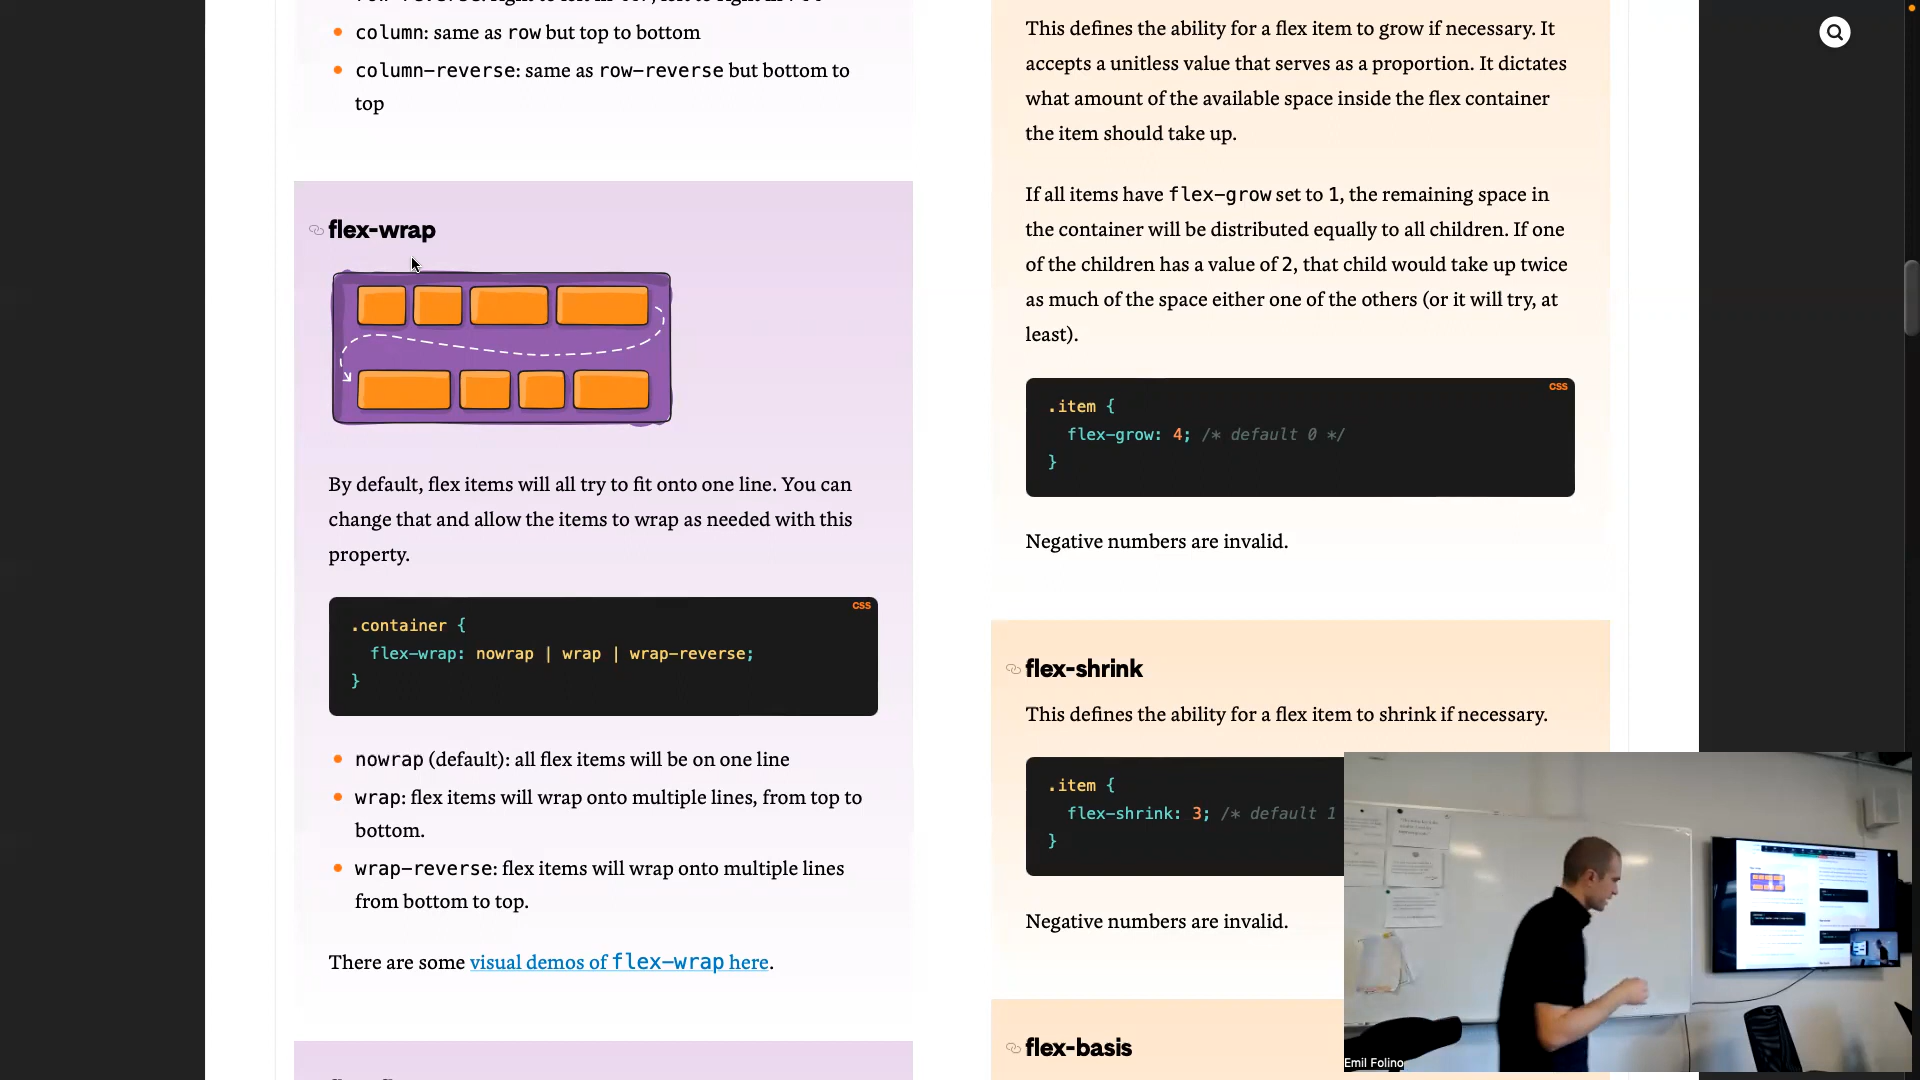 column: same as row but top to bottom
column-reverse: same as row-reverse but bottom to
top
flex-wrap
By default, flex items will all try to fit onto one line. You can
change that and allow the items to wrap as needed with this
property.
CSS
.container {
flex-wrap: nowrap | wrap | wrap-reverse;
}
nowrap (default): all flex items will be on one line
wrap: flex items will wrap onto multiple lines, from top to
bottom.
wrap-reverse: flex items will wrap onto multiple lines
from bottom to top.
There are some visual demos of flex-wrap here.
This defines the ability for a flex item to grow if necessary. It
accepts a unitless value that serves as a proportion. It dictates
what amount of the available space inside the flex container
the item should take up.
If all items have flex-grow set to 1, the remaining space in
the container will be distributed equally to all children. If one
of the children has a value of 2, that child would take up twice
as much of the space either one of the others (or it will try, at
least).
CSS
.item {
flex-grow: 4; /* default 0 */
}
Negative numbers are invalid.
flex-shrink
This defines the ability for a flex item to shrink if necessary.
.item {
flex-shrink: 3; /* default 1
}
Negative numbers are invalid.
flex-basis
Emil Folino